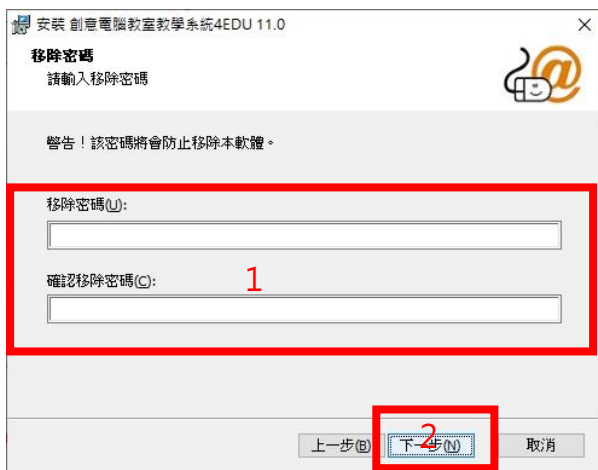 安裝 創意電腦教室教學系統4EDU 11.0
移除密碼
請輸入移除密碼
警告！該密碼將會防止移除本軟體。
移除密碼(U):
確認移除密碼(C):
1
上一步(B) 下一步(N) 取消
2